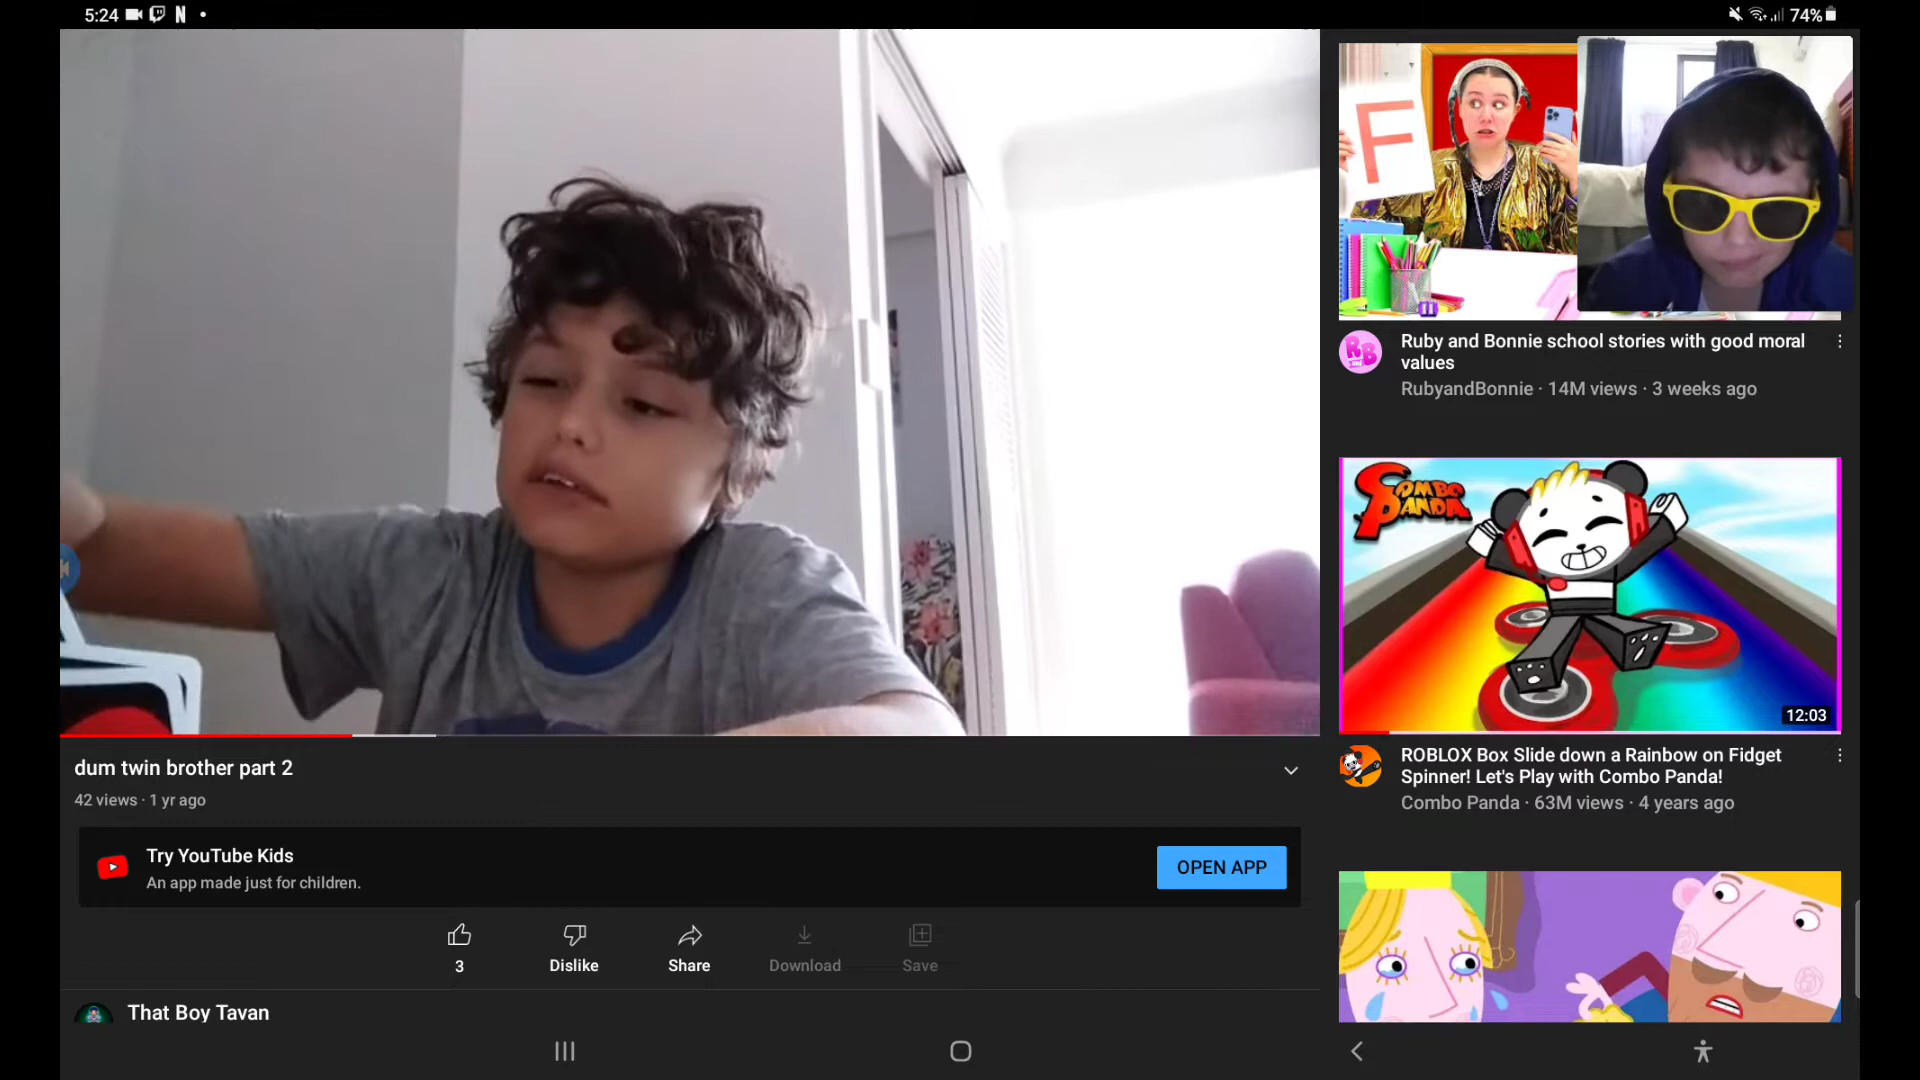 5:24
74%
F
RB
Ruby and Bonnie school stories with good moral
values
RubyandBonnie · 14M views · 3 weeks ago
COMBO
PANDA
12:03
ROBLOX Box Slide down a Rainbow on Fidget
Spinner! Let's Play with Combo Panda!
Combo Panda · 63M views · 4 years ago
dum twin brother part 2
42 views · 1 yr ago
Try YouTube Kids
An app made just for children.
OPEN APP
3
Dislike
Share
Download
Save
That Boy Tavan